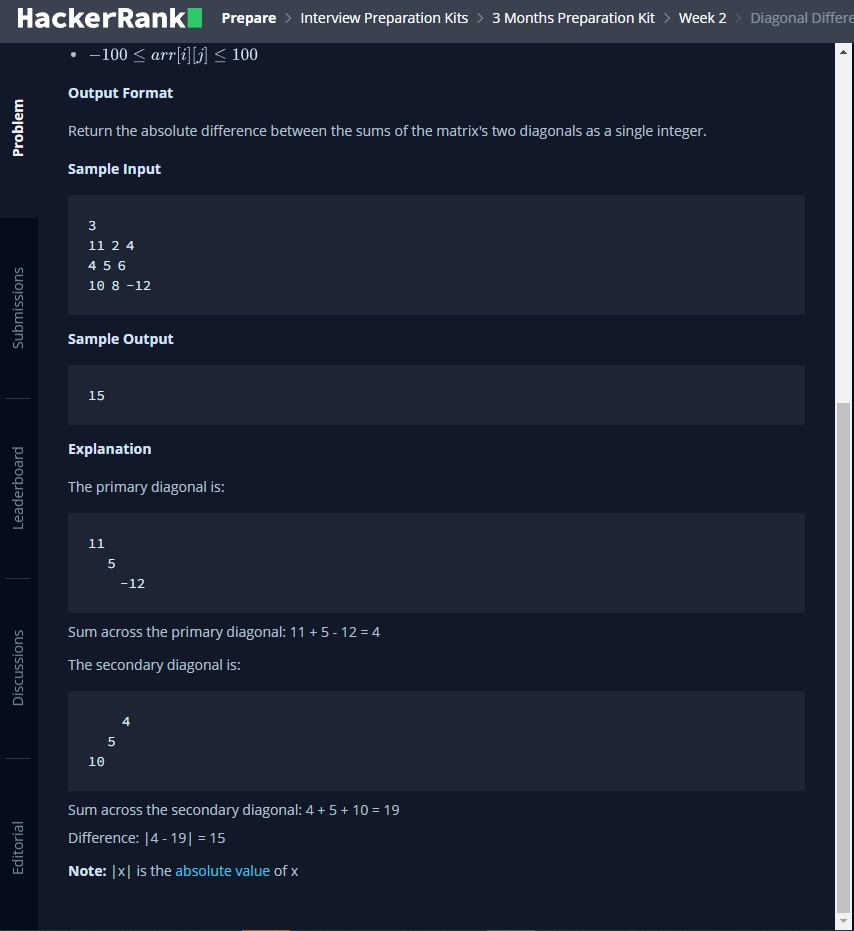 HackerRank
Prepare > Interview Preparation Kits > 3 Months Preparation Kit > Week 2 > Diagonal Differe
• −100 ≤ arr[i][j] ≤ 100
Output Format
Return the absolute difference between the sums of the matrix's two diagonals as a single integer.
Sample Input
3
11 2 4
4 5 6
10 8 -12
Sample Output
15
Explanation
The primary diagonal is:
11
5
-12
Sum across the primary diagonal: 11 + 5 - 12 = 4
The secondary diagonal is:
4
5
10
Sum across the secondary diagonal: 4 + 5 + 10 = 19
Difference: |4 - 19| = 15
Note: |x| is the absolute value of x
Problem
Submissions
Leaderboard
Discussions
Editorial